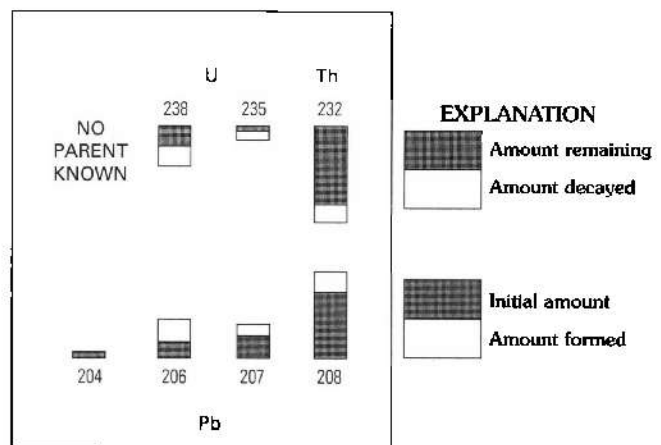 U Th
238 235 232
NO
PARENT
KNOWN
204 206 207 208
Pb
EXPLANATION
Amount remaining
Amount decayed
Initial amount
Amount formed